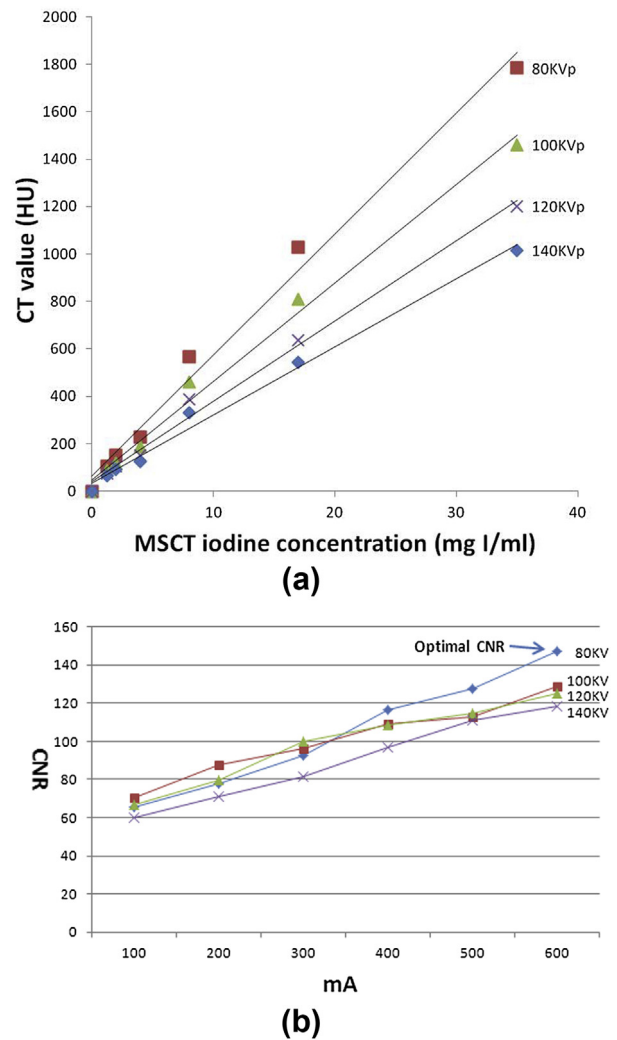 2000
1800
1600
1400
1200
1000
800
600
400
200
0
CT value (HU)
80KVp
100KVp
120KVp
140KVp
0 10 20 30 40
MSCT iodine concentration (mg I/ml)
(a)
160
140
120
100
80
60
40
20
0
CNR
Optimal CNR
80KV
100KV
120KV
140KV
100 200 300 400 500 600
mA
(b)